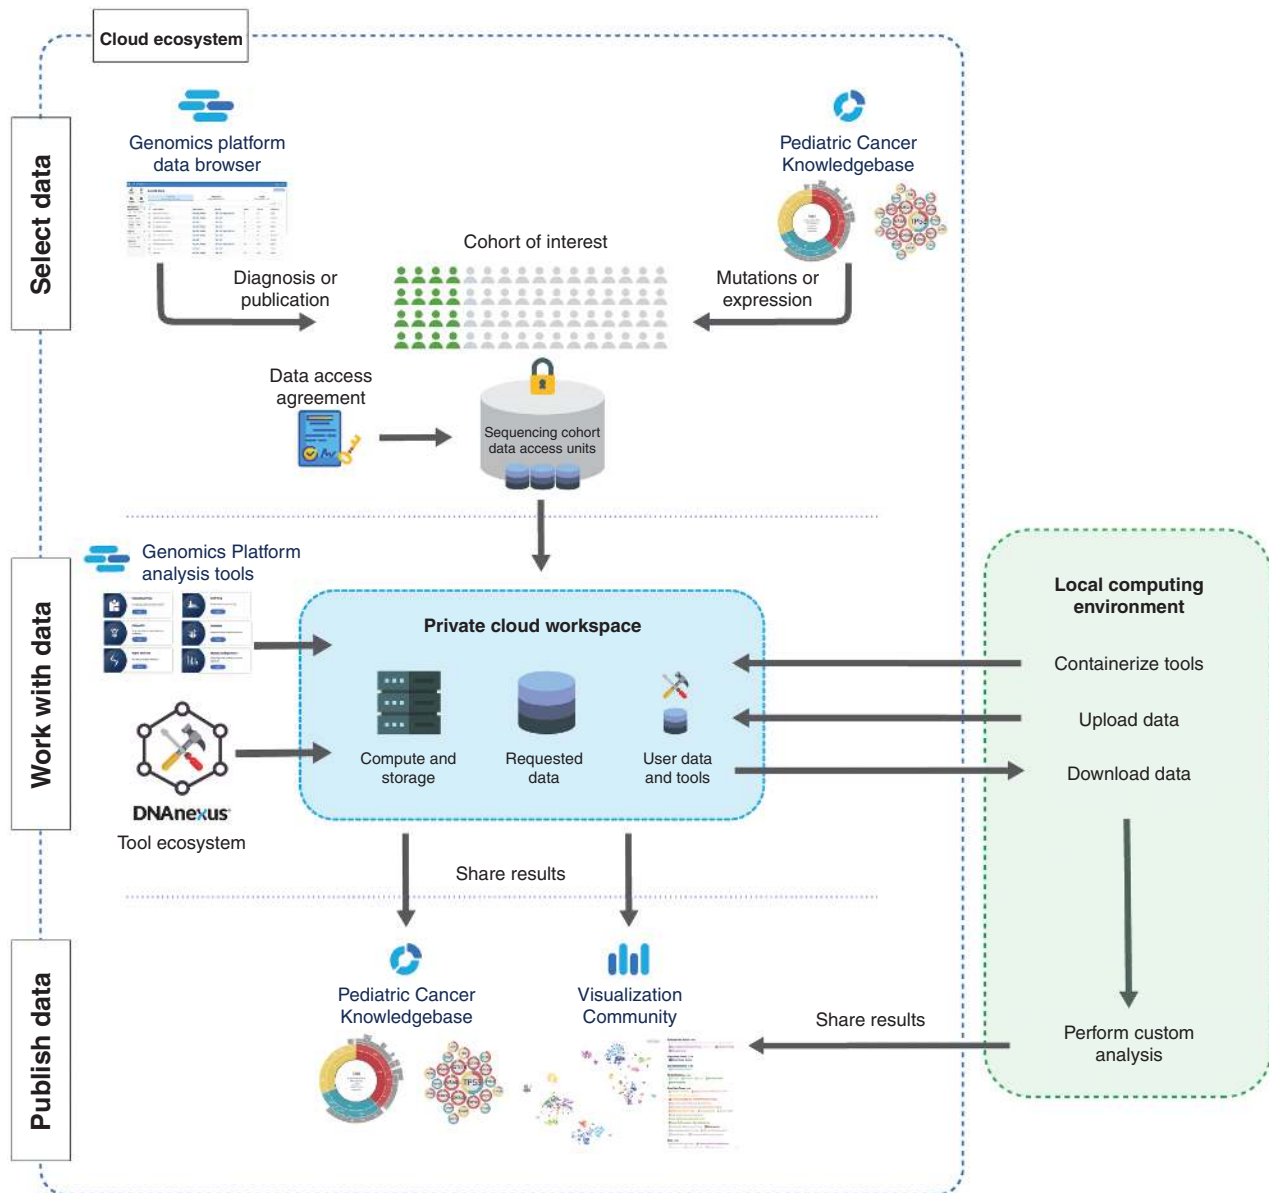 Cloud ecosystem
Select data
Genomics platform
data browser
Pediatric Cancer
Knowledgebase
TP53
Cohort of interest
Diagnosis or
publication
Mutations or
expression
Data access
agreement
Sequencing cohort
data access units
Work with data
Genomics Platform
analysis tools
DNAnexus
Tool ecosystem
Private cloud workspace
Compute and
storage
Requested
data
User data
and tools
Local computing
environment
Containerize tools
Upload data
Download data
Perform custom
analysis
Share results
Share results
Publish data
Pediatric Cancer
Knowledgebase
TP53
Visualization
Community